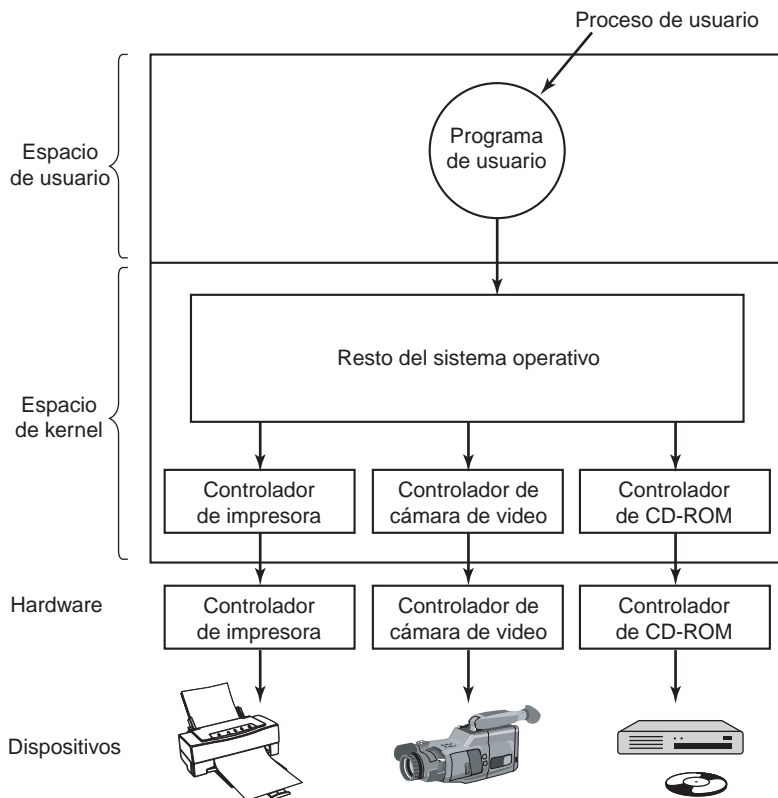 Proceso de usuario
Programa
de usuario
Espacio
de usuario
Resto del sistema operativo
Espacio
de kernel
Controlador
de impresora
Controlador de
cámara de video
Controlador
de CD-ROM
Hardware
Controlador
de impresora
Controlador de
cámara de video
Controlador
de CD-ROM
Dispositivos